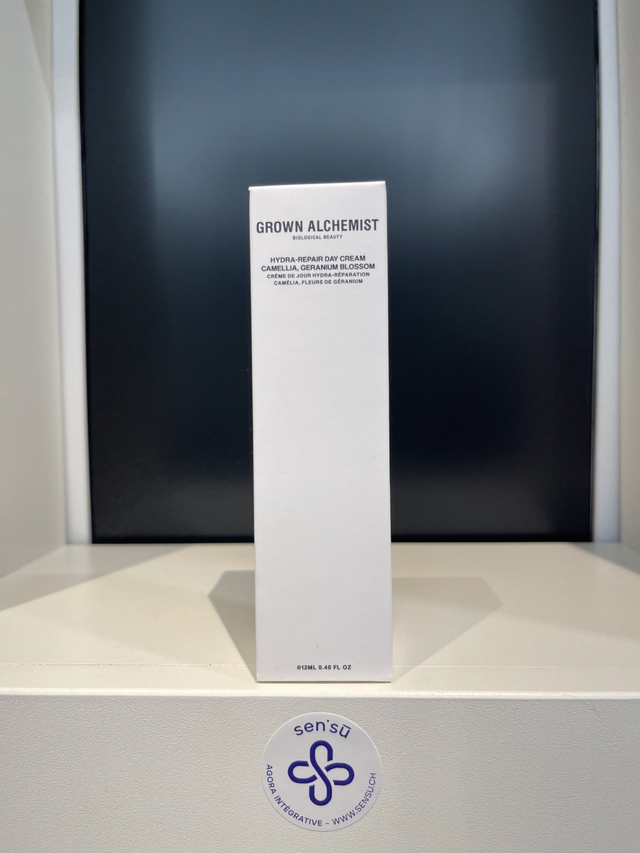 GROWN ALCHEMIST
BIOLOGICAL BEAUTY
HYDRA-REPAIR DAY CREAM
CAMELLIA, GERANIUM BLOSSOM
CRÈME DE JOUR HYDRA-RÉPARATION
CAMÉLIA, FLEURS DE GÉRANIUM
℮12ML 0.40 FL OZ
sen'sū
AGORA INTÉGRATIVE - WWW.SENSU.CH